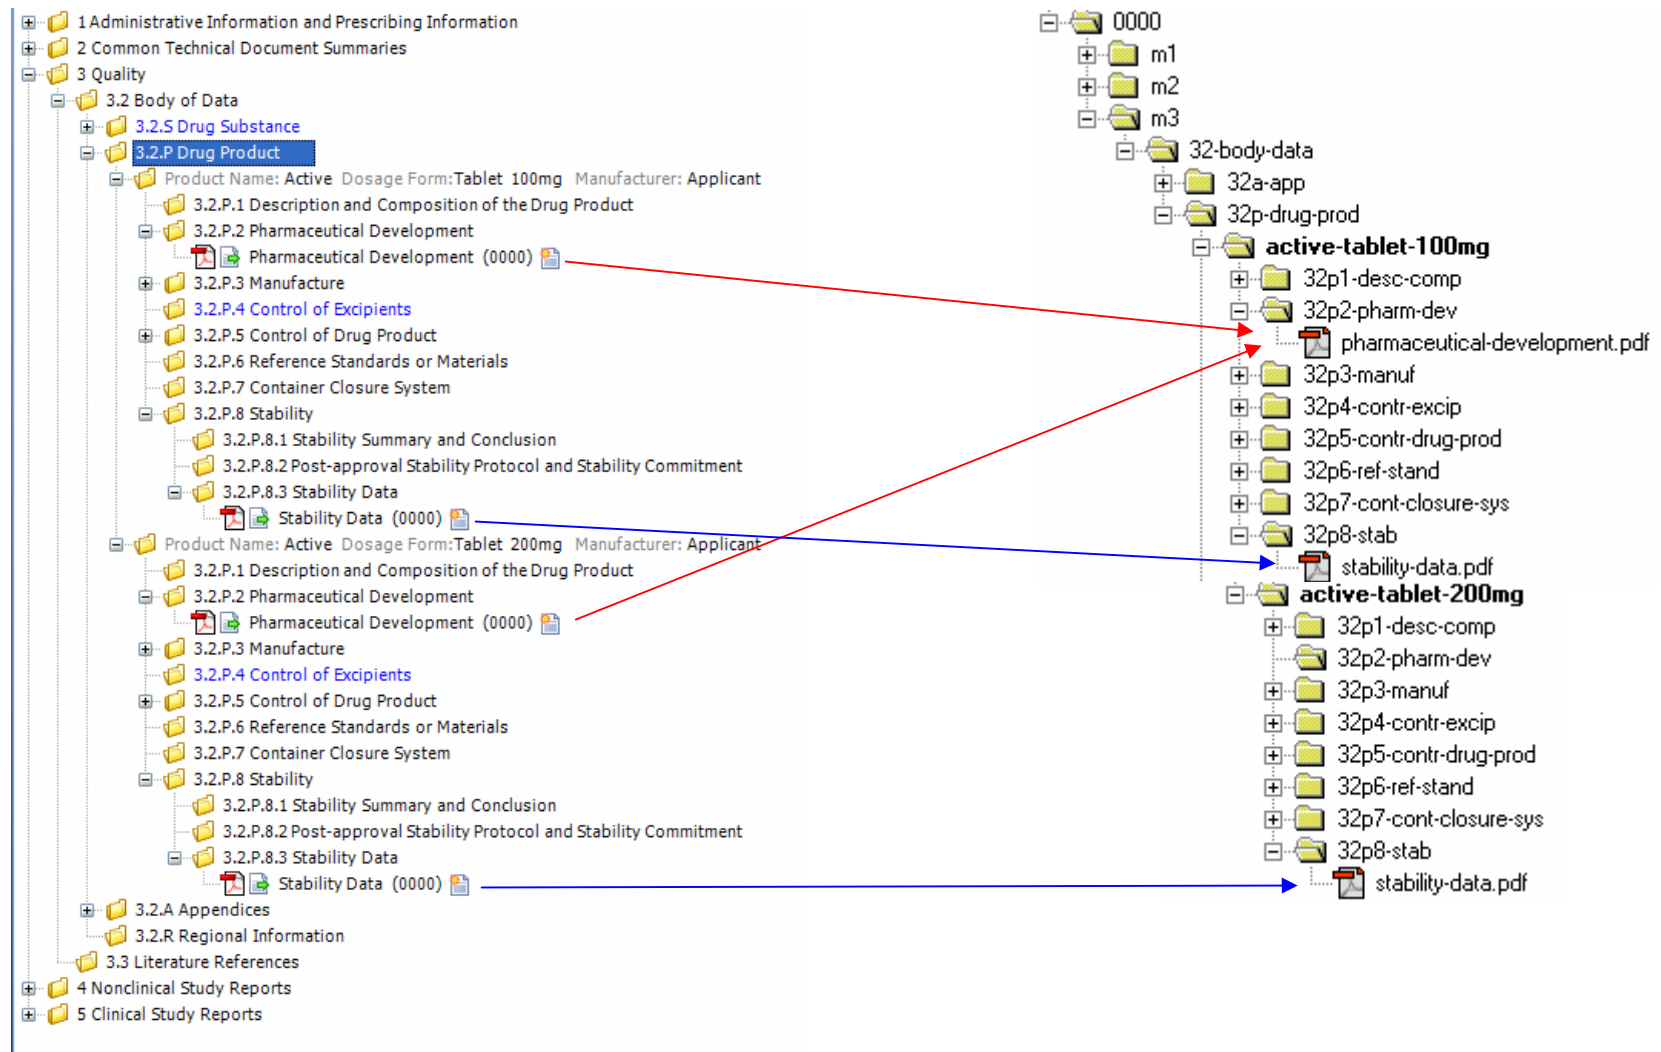 1 Administrative Information and Prescribing Information
2 Common Technical Document Summaries
3 Quality
3.2 Body of Data
3.2.S Drug Substance
3.2.P Drug Product
Product Name: Active Dosage Form:Tablet 100mg Manufacturer: Applicant
3.2.P.1 Description and Composition of the Drug Product
3.2.P.2 Pharmaceutical Development
Pharmaceutical Development (0000)
3.2.P.3 Manufacture
3.2.P.4 Control of Excipients
3.2.P.5 Control of Drug Product
3.2.P.6 Reference Standards or Materials
3.2.P.7 Container Closure System
3.2.P.8 Stability
3.2.P.8.1 Stability Summary and Conclusion
3.2.P.8.2 Post-approval Stability Protocol and Stability Commitment
3.2.P.8.3 Stability Data
Stability Data (0000)
Product Name: Active Dosage Form:Tablet 200mg Manufacturer: Applicant
3.2.P.1 Description and Composition of the Drug Product
3.2.P.2 Pharmaceutical Development
Pharmaceutical Development (0000)
3.2.P.3 Manufacture
3.2.P.4 Control of Excipients
3.2.P.5 Control of Drug Product
3.2.P.6 Reference Standards or Materials
3.2.P.7 Container Closure System
3.2.P.8 Stability
3.2.P.8.1 Stability Summary and Conclusion
3.2.P.8.2 Post-approval Stability Protocol and Stability Commitment
3.2.P.8.3 Stability Data
Stability Data (0000)
3.2.A Appendices
3.2.R Regional Information
3.3 Literature References
4 Nonclinical Study Reports
5 Clinical Study Reports
0000
m1
m2
m3
32-body-data
32a-app
32p-drug-prod
active-tablet-100mg
32p1-desc-comp
32p2-pharm-dev
pharmaceutical-development.pdf
32p3-manuf
32p4-contr-excip
32p5-contr-drug-prod
32p6-ref-stand
32p7-cont-closure-sys
32p8-stab
stability-data.pdf
active-tablet-200mg
32p1-desc-comp
32p2-pharm-dev
32p3-manuf
32p4-contr-excip
32p5-contr-drug-prod
32p6-ref-stand
32p7-cont-closure-sys
32p8-stab
stability-data.pdf